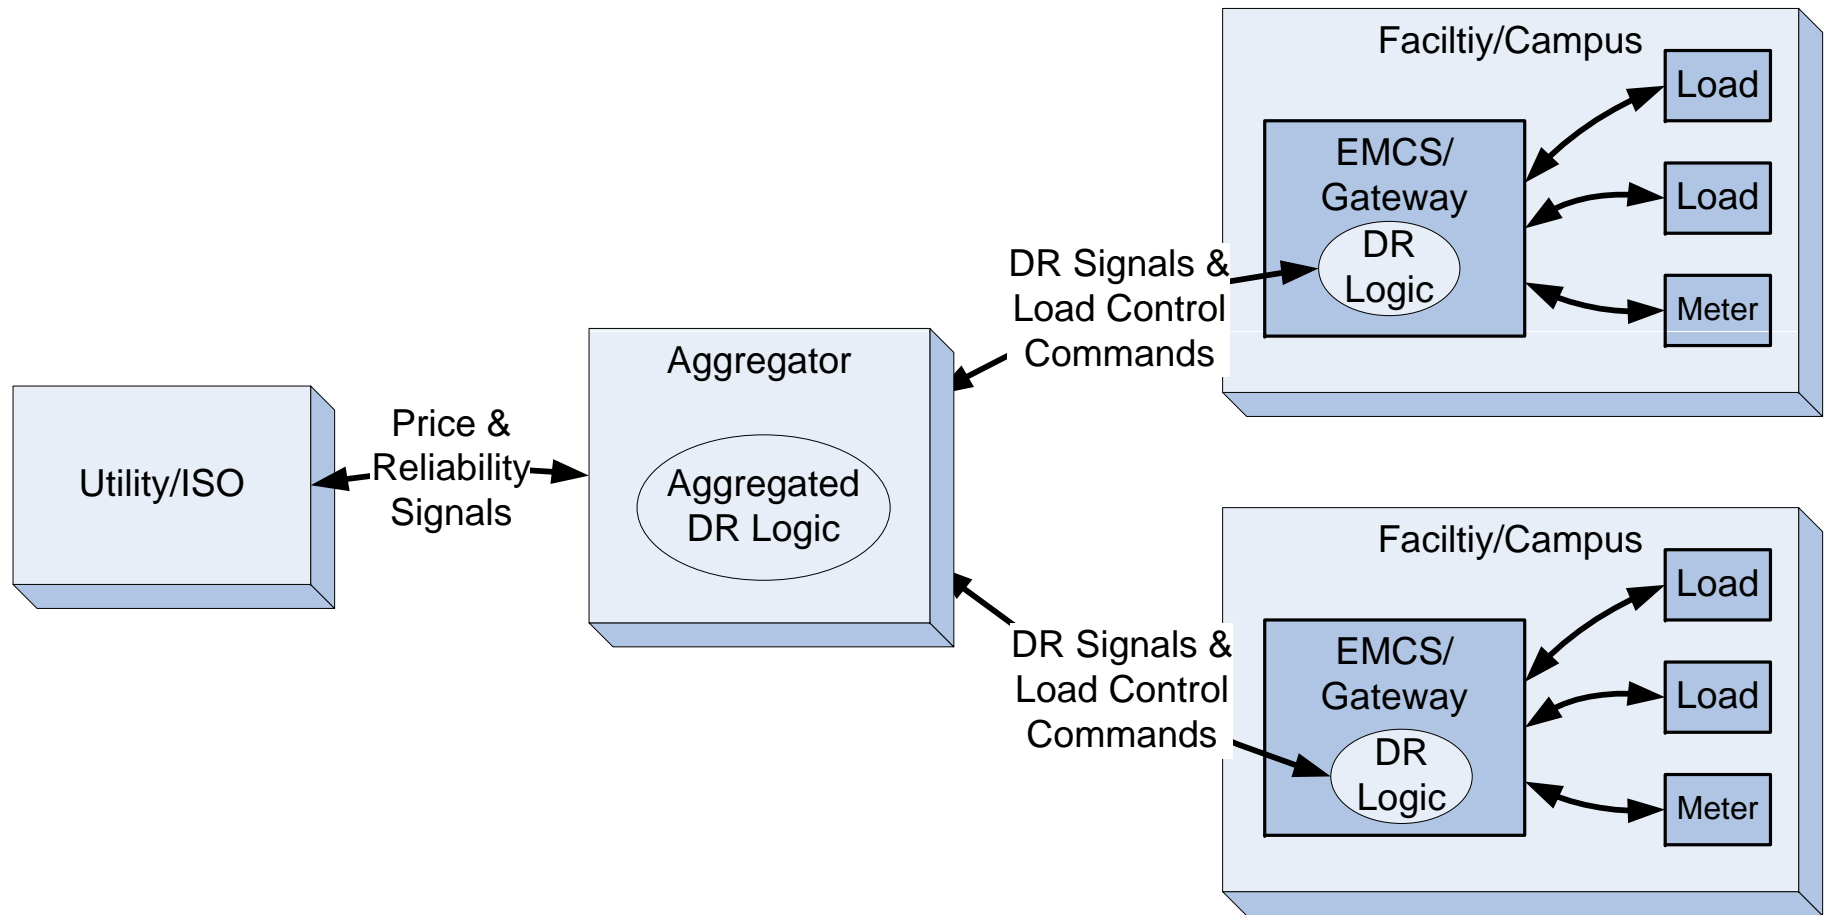 Utility/ISO
Price &
Reliability
Signals
Aggregator
Aggregated
DR Logic
DR Signals &
Load Control
Commands
Faciltiy/Campus
EMCS/
Gateway
DR
Logic
Load
Load
Meter
DR Signals &
Load Control
Commands
Faciltiy/Campus
EMCS/
Gateway
DR
Logic
Load
Load
Meter